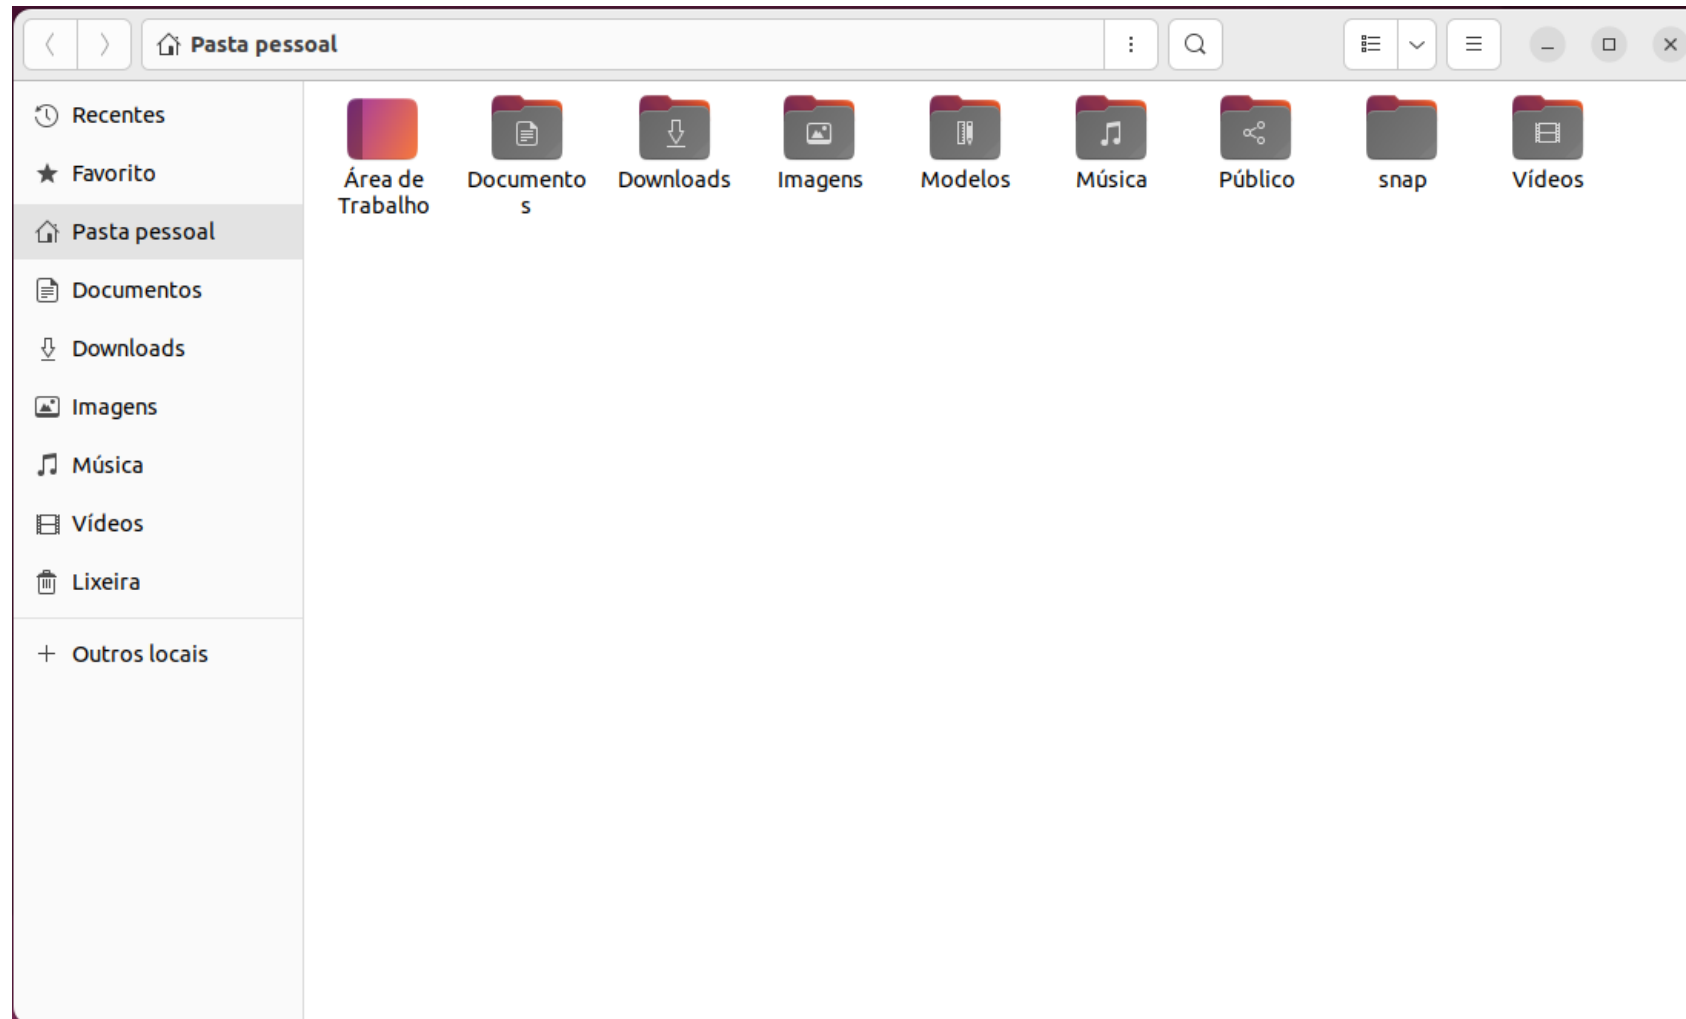 Pasta pessoal
Recentes
Favorito
Pasta pessoal
Documentos
Downloads
Imagens
Música
Vídeos
Lixeira
Outros locais
Área de
Trabalho
Documento
s
Downloads
Imagens
Modelos
Música
Público
snap
Vídeos